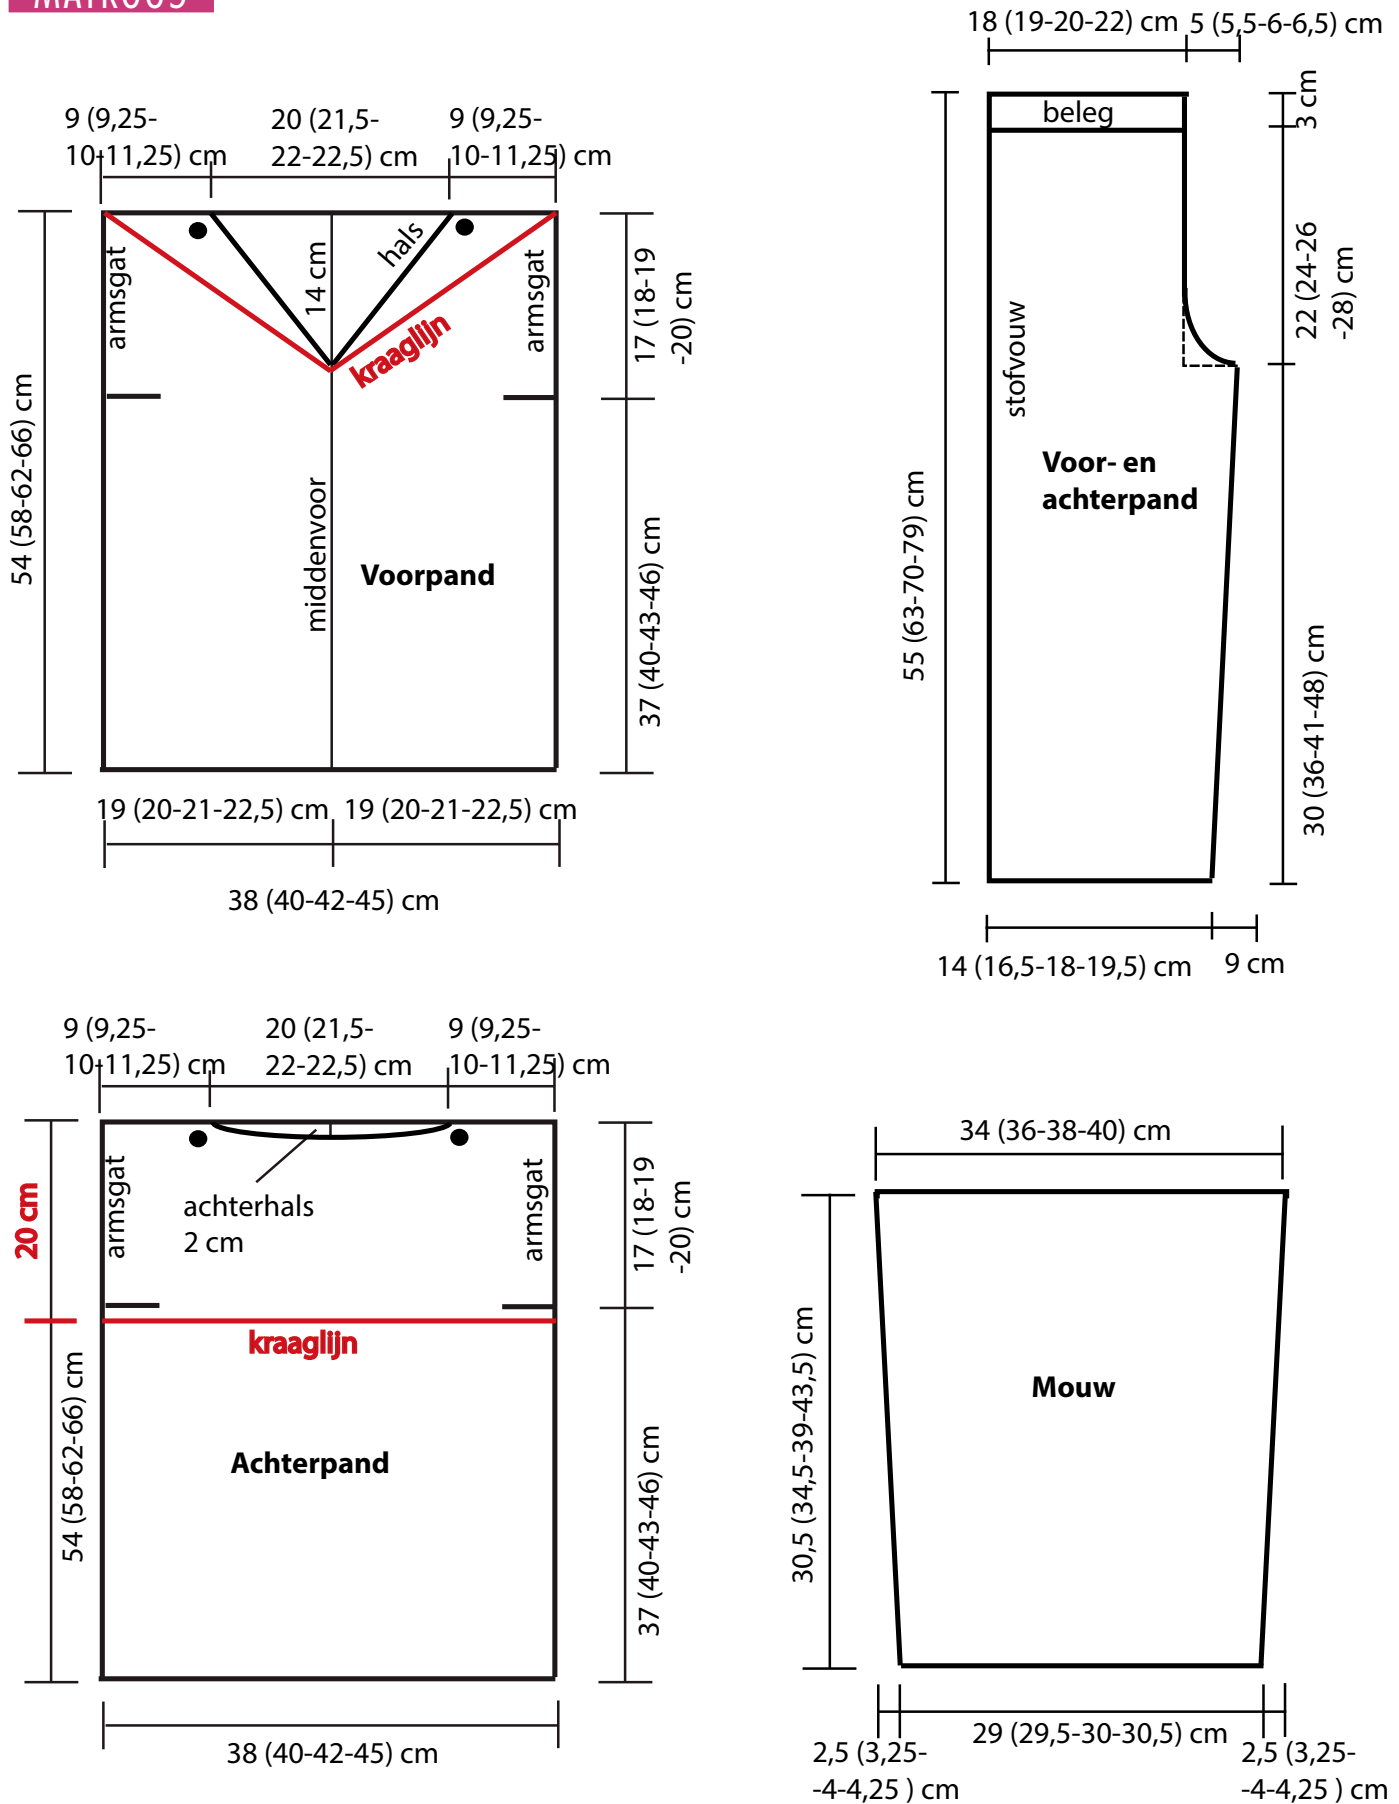 MATROOS
9 (9,25-
10-11,25) cm
20 (21,5-
22-22,5) cm
9 (9,25-
10-11,25) cm
armsgat
14 cm
hals
armsgat
kraaglijn
17 (18-19
-20) cm
54 (58-62-66) cm
middenvoor
Voorpand
37 (40-43-46) cm
19 (20-21-22,5) cm
19 (20-21-22,5) cm
38 (40-42-45) cm
18 (19-20-22) cm
5 (5,5-6-6,5) cm
beleg
3 cm
22 (24-26
-28) cm
stofvouw
Voor- en
achterpand
55 (63-70-79) cm
30 (36-41-48) cm
14 (16,5-18-19,5) cm
9 cm
9 (9,25-
10-11,25) cm
20 (21,5-
22-22,5) cm
9 (9,25-
10-11,25) cm
20 cm
armsgat
achterhals
2 cm
armsgat
17 (18-19
-20) cm
kraaglijn
54 (58-62-66) cm
Achterpand
37 (40-43-46) cm
38 (40-42-45) cm
34 (36-38-40) cm
30,5 (34,5-39-43,5) cm
Mouw
29 (29,5-30-30,5) cm
2,5 (3,25-
-4-4,25 ) cm
2,5 (3,25-
-4-4,25 ) cm